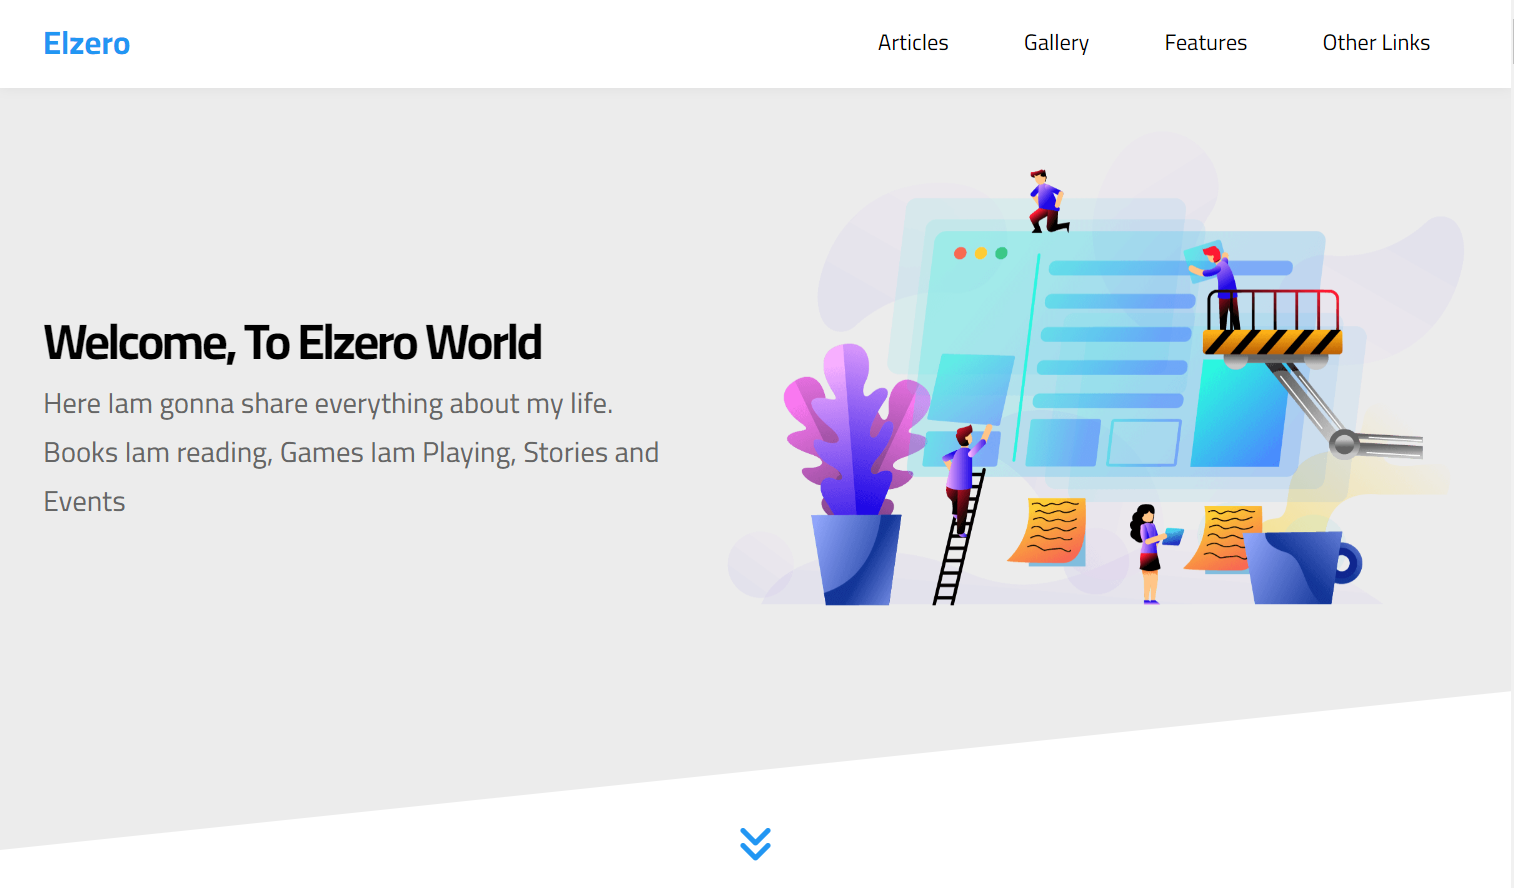 Elzero
Articles
Gallery
Features
Other Links
Welcome, To Elzero World
Here Iam gonna share everything about my life.
Books Iam reading, Games Iam Playing, Stories and
Events